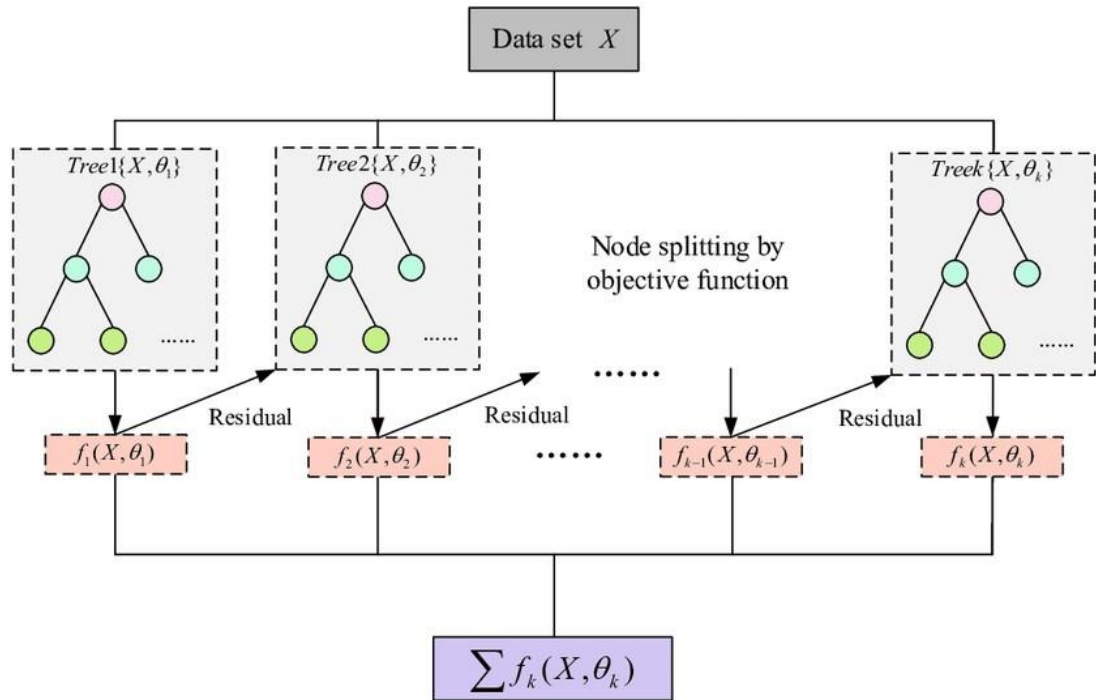 Data set X
Tree1{X,θ₁}
Tree2{X,θ₂}
Treek{X,θₖ}
Node splitting by
objective function
......
......
......
......
Residual
Residual
Residual
f₁(X,θ₁)
f₂(X,θ₂)
......
fₖ₋₁(X,θₖ₋₁)
fₖ(X,θₖ)
∑fₖ(X,θₖ)